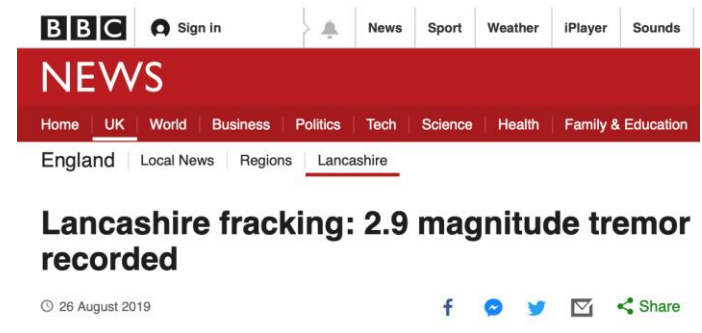 BBC Sign in News Sport Weather iPlayer Sounds
NEWS
Home UK World Business Politics Tech Science Health Family & Education
England Local News Regions Lancashire
Lancashire fracking: 2.9 magnitude tremor
recorded
26 August 2019 Share